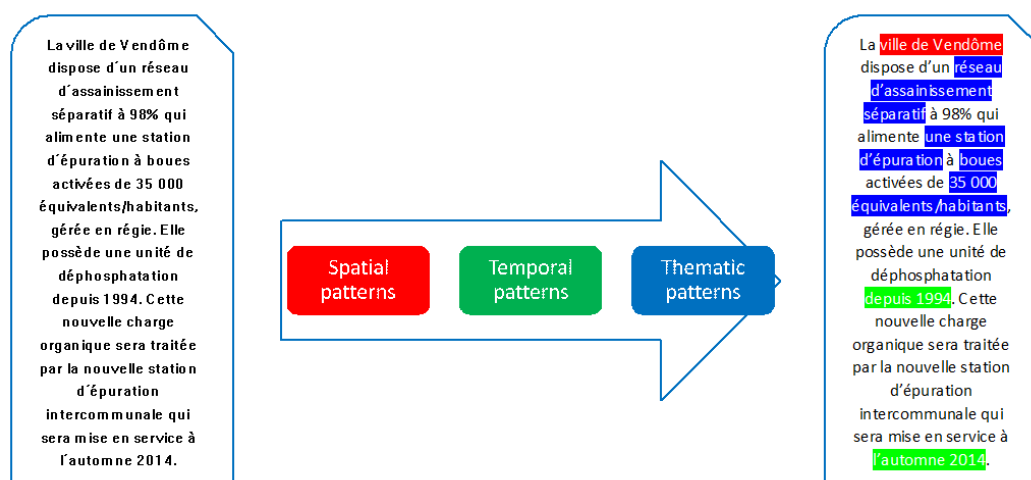 La ville de Vendôme
dispose d´un réseau
d´assainissement
séparatif à 98% qui
alimente une station
d´épuration à boues
activées de 35 000
équivalents/habitants,
gérée en régie. Elle
possède une unité de
déphosphatation
depuis 1994. Cette
nouvelle charge
organique sera traitée
par la nouvelle station
d´épuration
intercommunale qui
sera mise en service à
l´automne 2014.
Spatial
patterns
Temporal
patterns
Thematic
patterns
La ville de Vendôme
dispose d’un réseau
d’assainissement
séparatif à 98% qui
alimente une station
d’épuration à boues
activées de 35 000
équivalents/habitants,
gérée en régie. Elle
possède une unité de
déphosphatation
depuis 1994. Cette
nouvelle charge
organique sera traitée
par la nouvelle station
d’épuration
intercommunale qui
sera mise en service à
l’automne 2014.